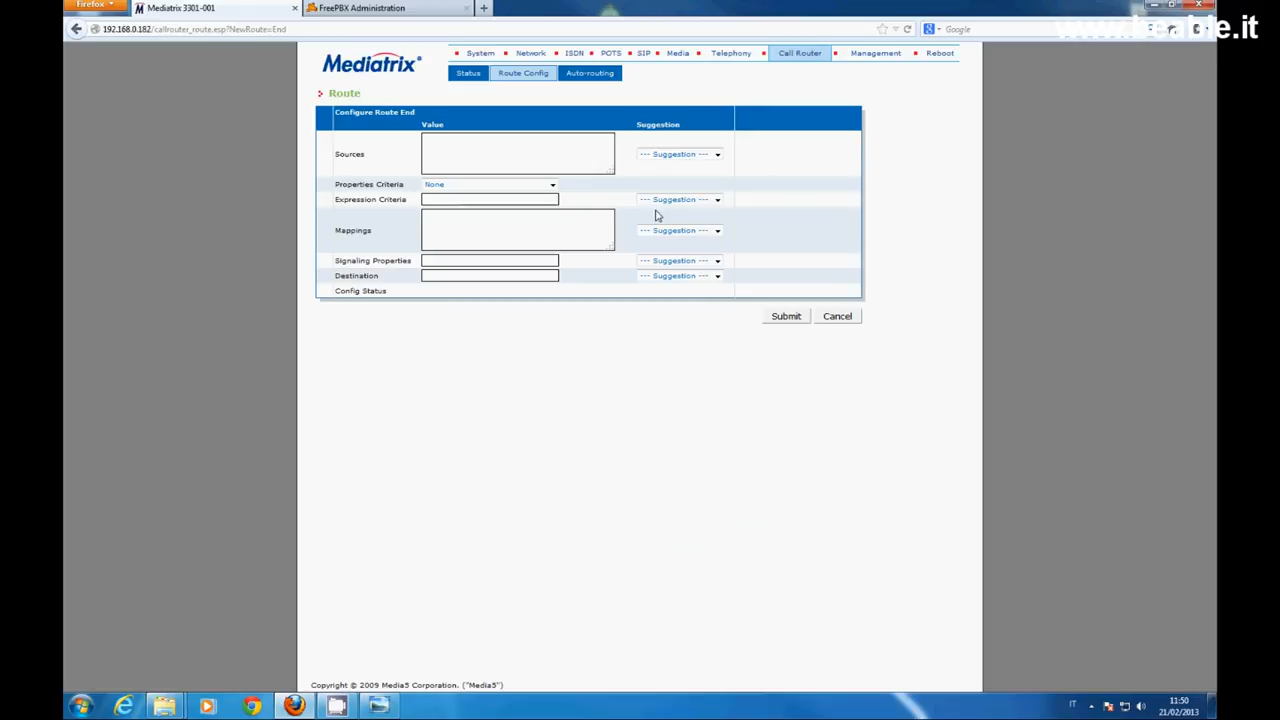 Firefox
Mediatrix 3301-001
FreePBX Administration
192.168.0.182/callrouter_route.esp?NewRoute=End
Google
Mediatrix
System Network ISDN POTS SIP Media Telephony Call Router Management Reboot
Status Route Config Auto-routing
Route
Configure Route End
Value Suggestion
Sources --- Suggestion ---
Properties Criteria None
Expression Criteria --- Suggestion ---
Mappings --- Suggestion ---
Signaling Properties --- Suggestion ---
Destination --- Suggestion ---
Config Status
Submit Cancel
Copyright © 2009 Media5 Corporation. ("Media5")
IT
11:50
21/02/2013